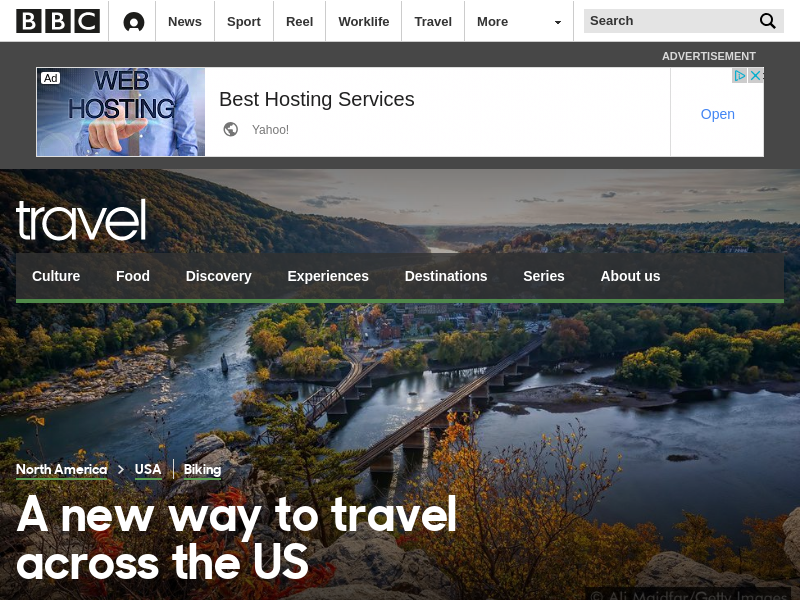 BBC News Sport Reel Worklife Travel More Search
ADVERTISEMENT
Ad
WEB
HOSTING
Best Hosting Services
Yahoo!
Open
travel
Culture Food Discovery Experiences Destinations Series About us
North America USA Biking
A new way to travel
across the US
© Ali Majdfar/Getty Images